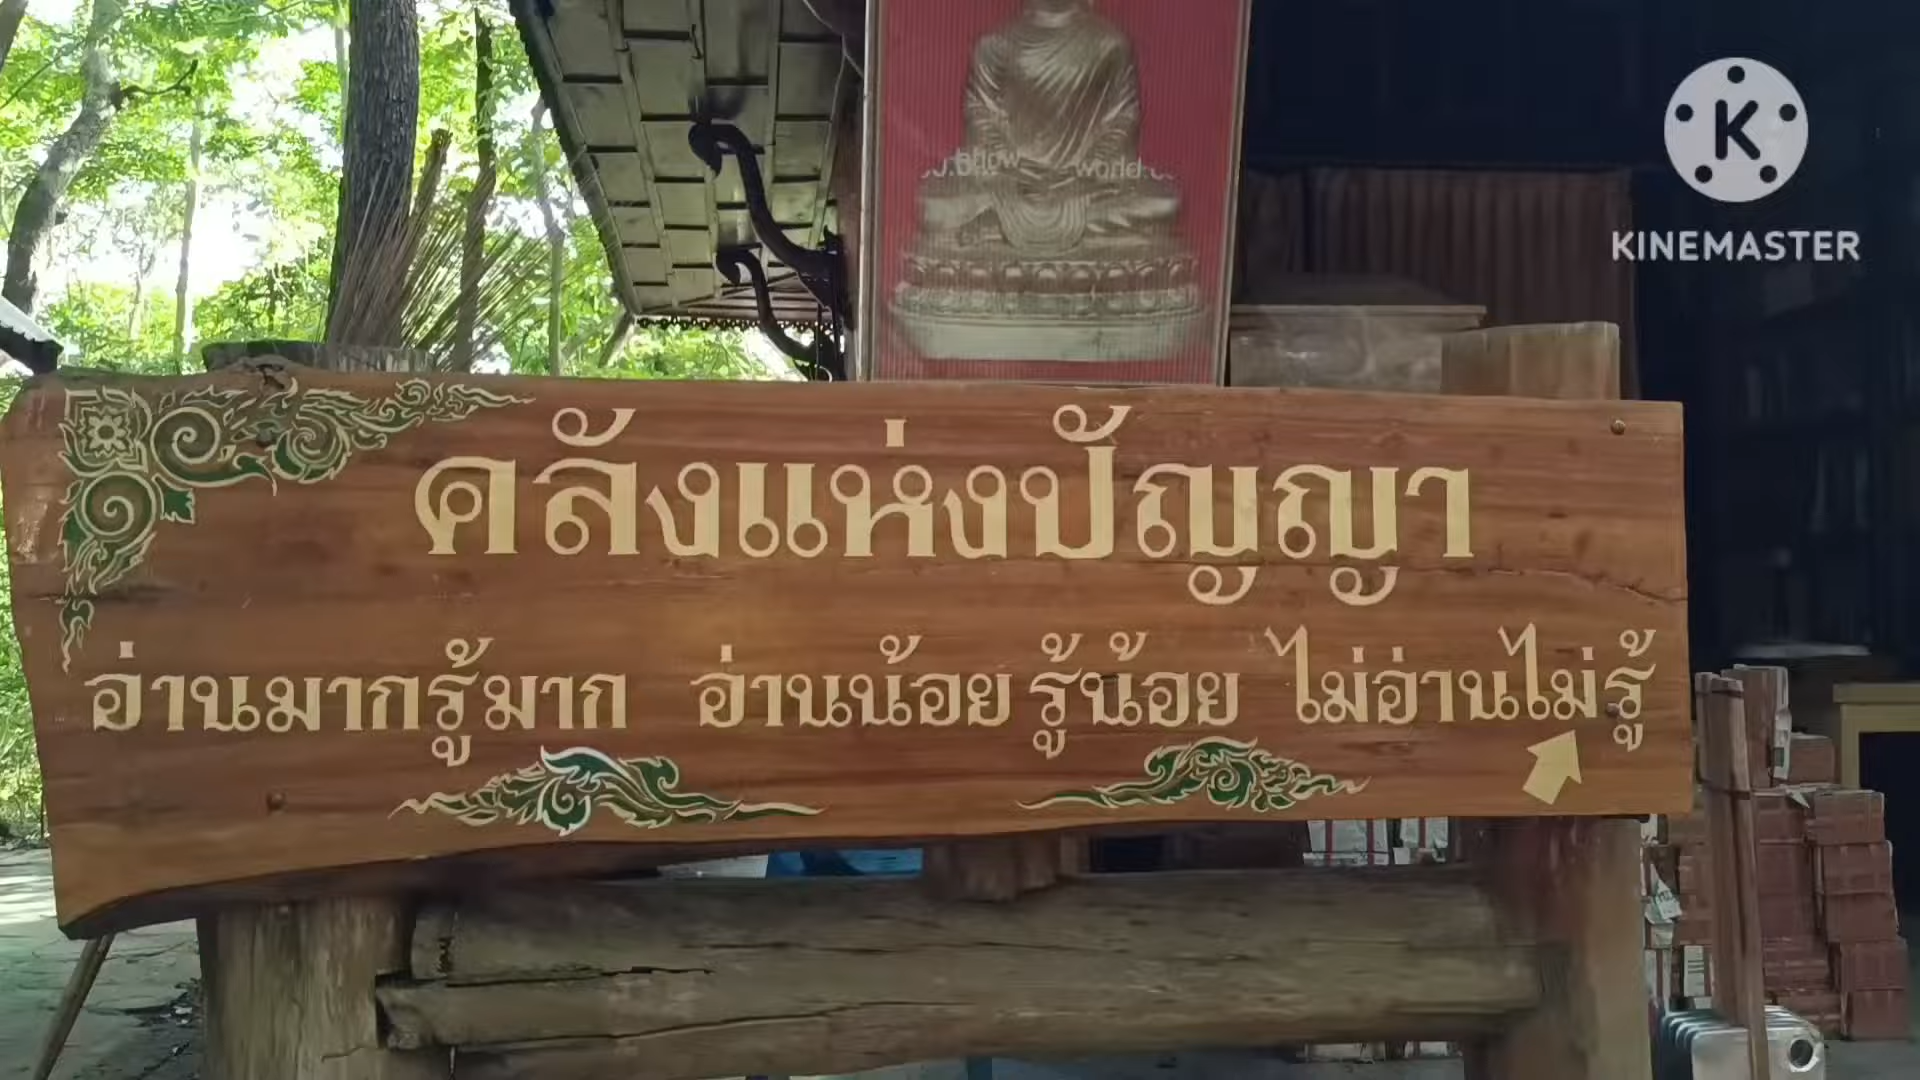 KINEMASTER
คลังแห่งปัญญา
อ่านมากรู้มาก อ่านน้อยรู้น้อย ไม่อ่านไม่รู้